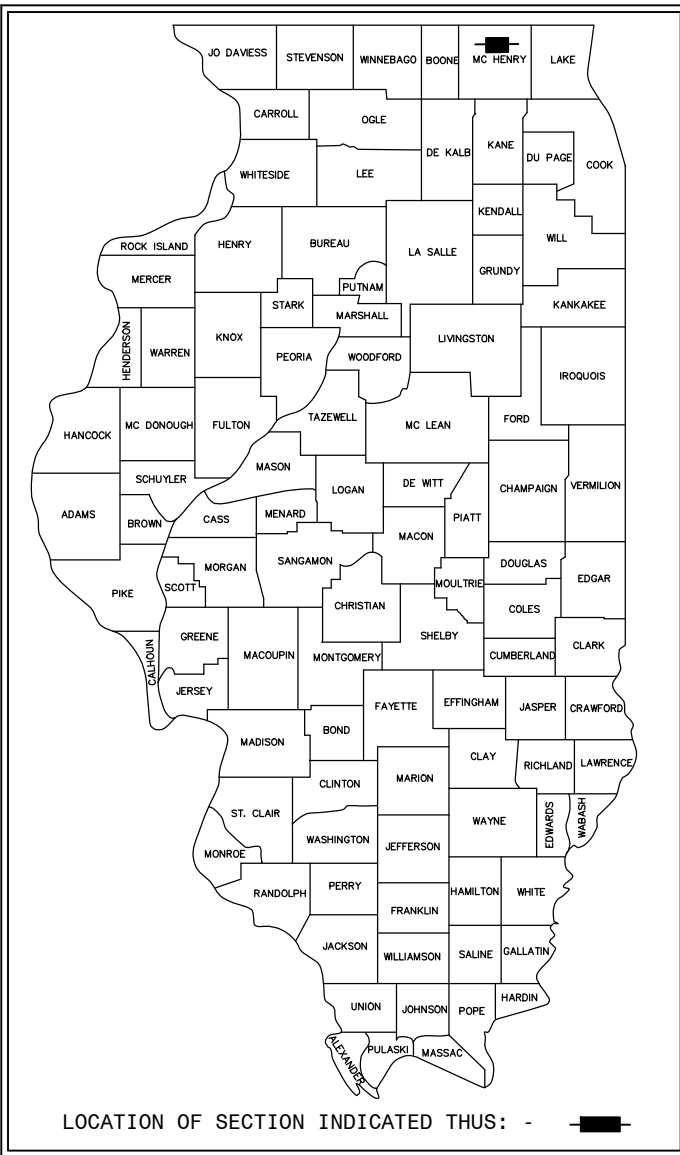 JO DAVIESS
STEVENSON
WINNEBAGO
BOONE
MC HENRY
LAKE
CARROLL
OGLE
DE KALB
KANE
DU PAGE
COOK
WHITESIDE
LEE
KENDALL
WILL
ROCK ISLAND
HENRY
BUREAU
LA SALLE
GRUNDY
MERCER
PUTNAM
KANKAKEE
STARK
MARSHALL
HENDERSON
WARREN
KNOX
PEORIA
WOODFORD
LIVINGSTON
IROQUOIS
HANCOCK
MC DONOUGH
FULTON
TAZEWELL
MC LEAN
FORD
SCHUYLER
MASON
LOGAN
DE WITT
CHAMPAIGN
VERMILION
ADAMS
BROWN
CASS
MENARD
MACON
PIATT
PIKE
SCOTT
MORGAN
SANGAMON
CHRISTIAN
MOULTRIE
DOUGLAS
EDGAR
COLES
CALHOUN
GREENE
MACOUPIN
MONTGOMERY
SHELBY
CUMBERLAND
CLARK
JERSEY
FAYETTE
EFFINGHAM
JASPER
CRAWFORD
MADISON
BOND
CLAY
RICHLAND
LAWRENCE
CLINTON
MARION
ST. CLAIR
WAYNE
EDWARDS
WABASH
WASHINGTON
JEFFERSON
MONROE
RANDOLPH
PERRY
HAMILTON
WHITE
FRANKLIN
JACKSON
WILLIAMSON
SALINE
GALLATIN
UNION
JOHNSON
POPE
HARDIN
ALEXANDER
PULASKI
MASSAC
LOCATION OF SECTION INDICATED THUS: -